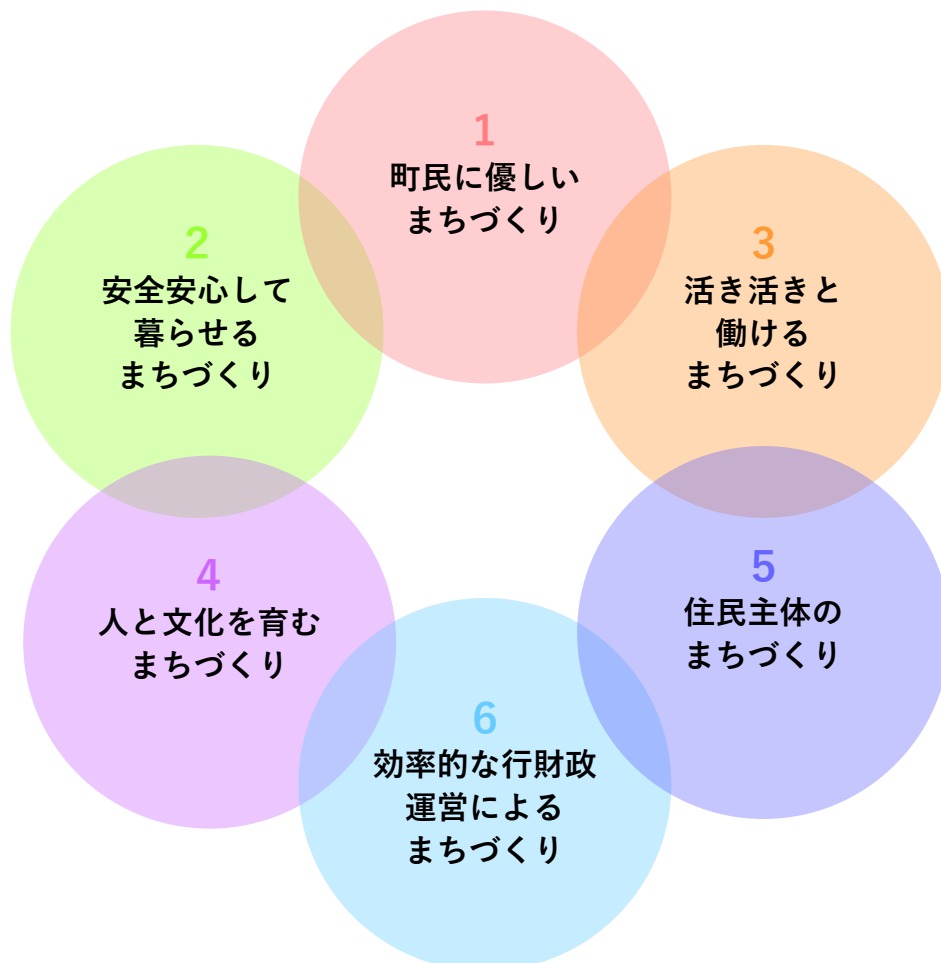 1
町民に優しい
まちづくり
2
安全安心して
暮らせる
まちづくり
3
活き活きと
働ける
まちづくり
4
人と文化を育む
まちづくり
5
住民主体の
まちづくり
6
効率的な行財政
運営による
まちづくり